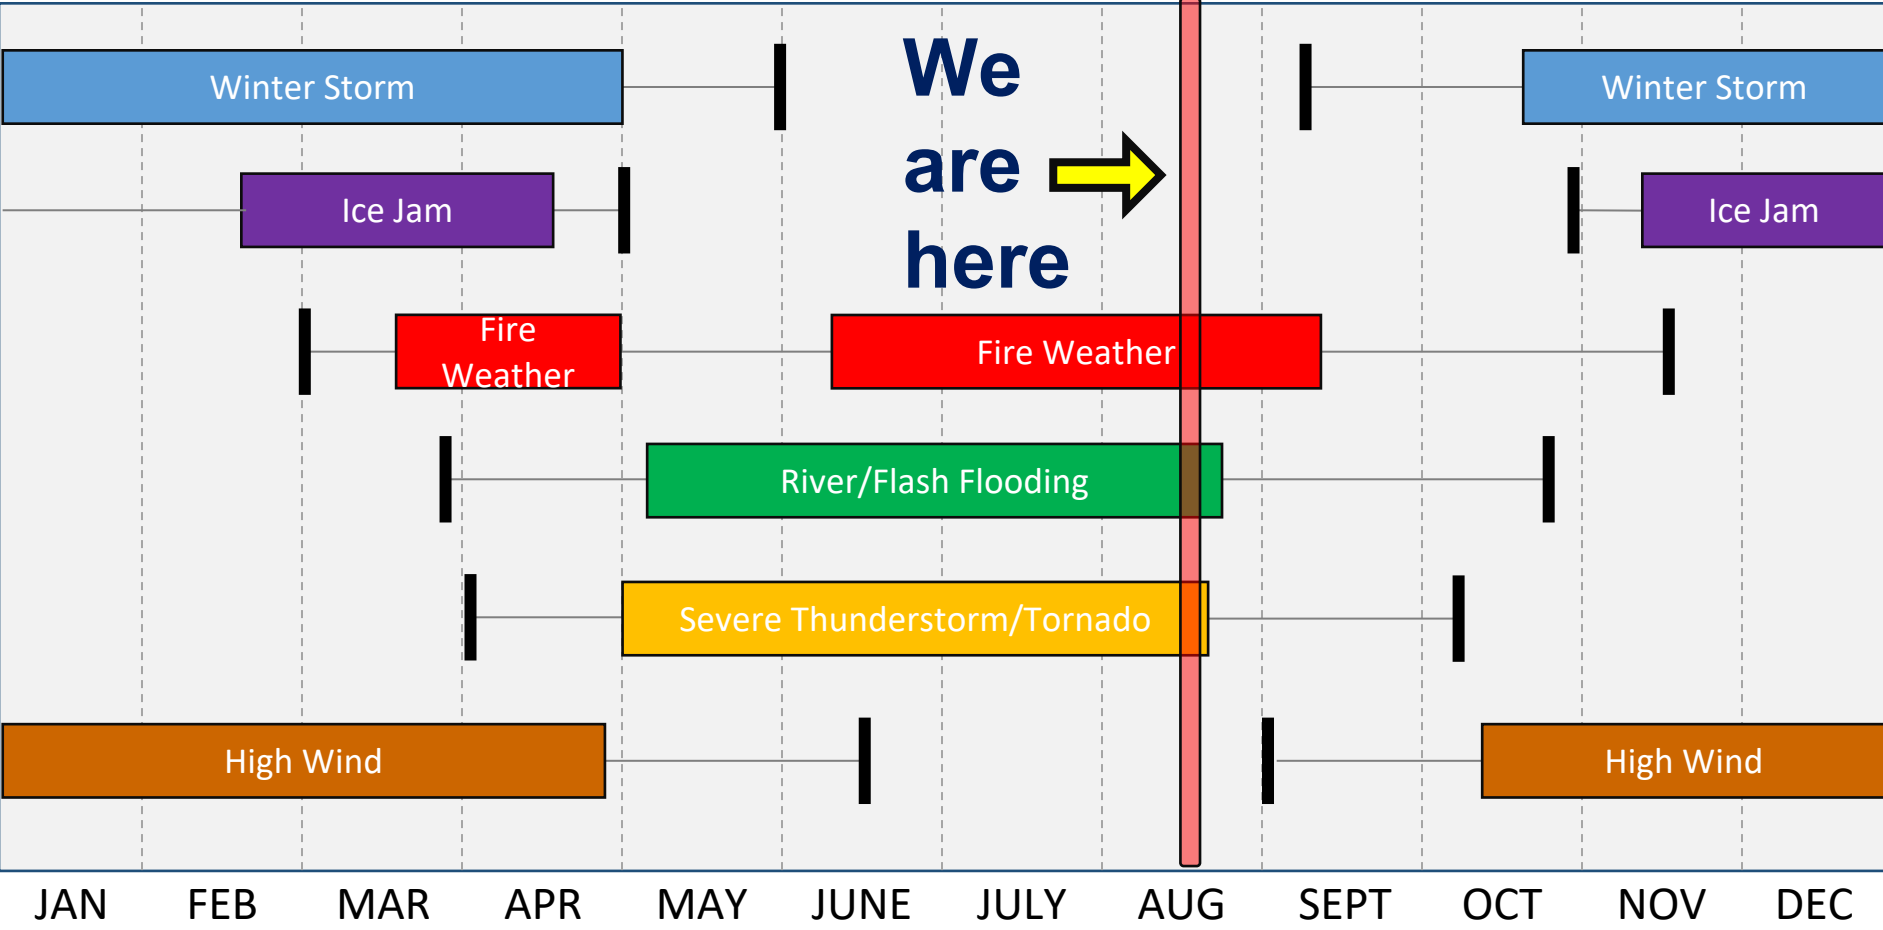 We
are
here
Winter Storm
Winter Storm
Ice Jam
Ice Jam
Fire
Weather
Fire Weather
River/Flash Flooding
Severe Thunderstorm/Tornado
High Wind
High Wind
JAN FEB MAR APR MAY JUNE JULY AUG SEPT OCT NOV DEC